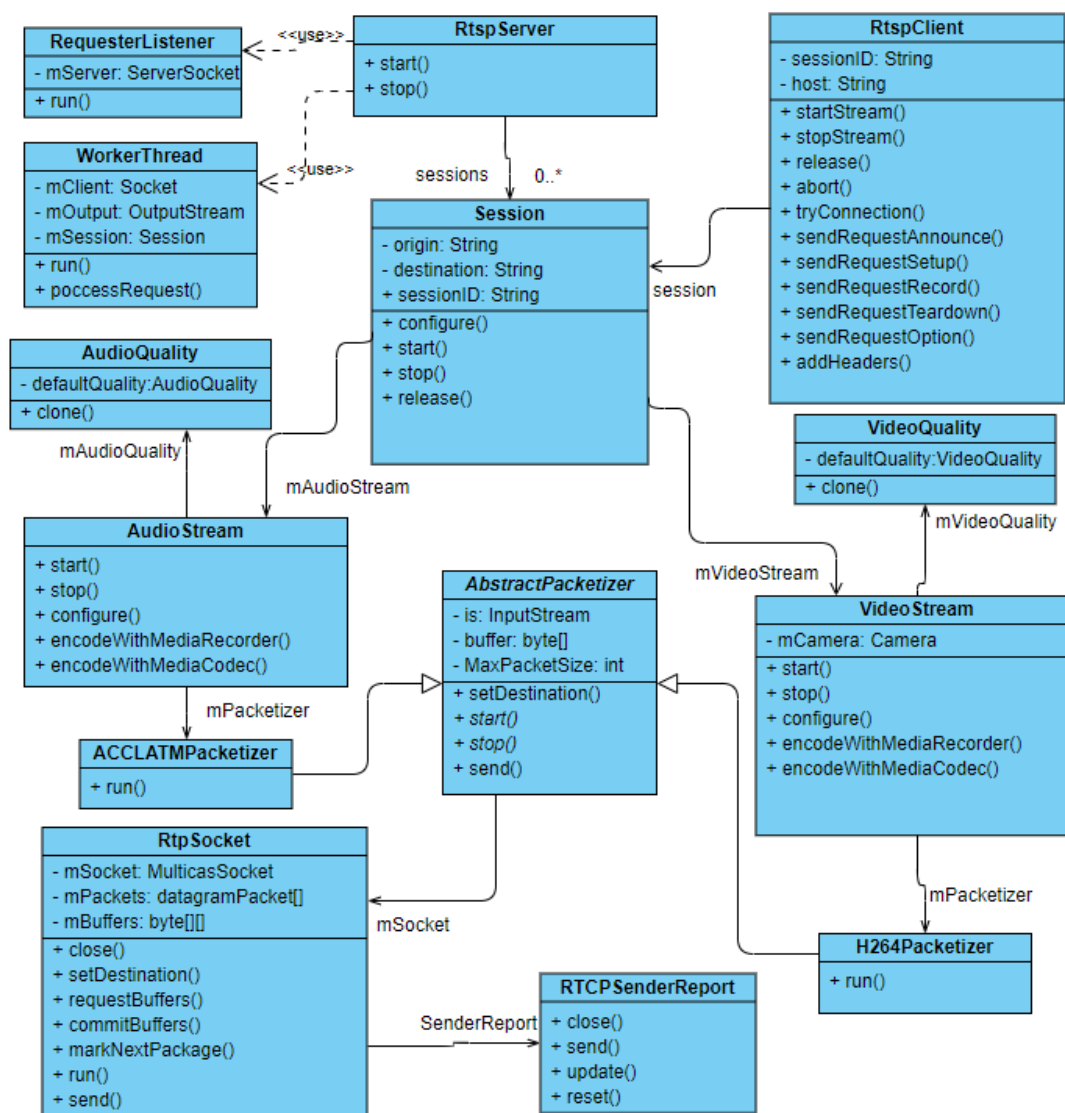 RequesterListener
- mServer: ServerSocket
+ run()
<<use>>
RtspServer
+ start()
+ stop()
RtspClient
- sessionID: String
- host: String
+ startStream()
+ stopStream()
+ release()
+ abort()
+ tryConnection()
+ sendRequestAnnounce()
+ sendRequestSetup()
+ sendRequestRecord()
+ sendRequestTeardown()
+ sendRequestOption()
+ addHeaders()
WorkerThread
- mClient: Socket
- mOutput: OutputStream
- mSession: Session
+ run()
+ poccessRequest()
<<use>>
sessions
0..*
Session
- origin: String
- destination: String
+ sessionID: String
+ configure()
+ start()
+ stop()
+ release()
session
AudioQuality
- defaultQuality:AudioQuality
+ clone()
mAudioQuality
mAudioStream
VideoQuality
- defaultQuality:VideoQuality
+ clone()
mVideoQuality
mVideoStream
AudioStream
+ start()
+ stop()
+ configure()
+ encodeWithMediaRecorder()
+ encodeWithMediaCodec()
mPacketizer
AbstractPacketizer
- is: InputStream
- buffer: byte[]
- MaxPacketSize: int
+ setDestination()
+ start()
+ stop()
+ send()
VideoStream
- mCamera: Camera
+ start()
+ stop()
+ configure()
+ encodeWithMediaRecorder()
+ encodeWithMediaCodec()
mPacketizer
ACCLATMPacketizer
+ run()
RtpSocket
- mSocket: MulticasSocket
- mPackets: datagramPacket[]
- mBuffers: byte[][]
+ close()
+ setDestination()
+ requestBuffers()
+ commitBuffers()
+ markNextPackage()
+ run()
+ send()
mSocket
H264Packetizer
+ run()
SenderReport
RTCPSenderReport
+ close()
+ send()
+ update()
+ reset()